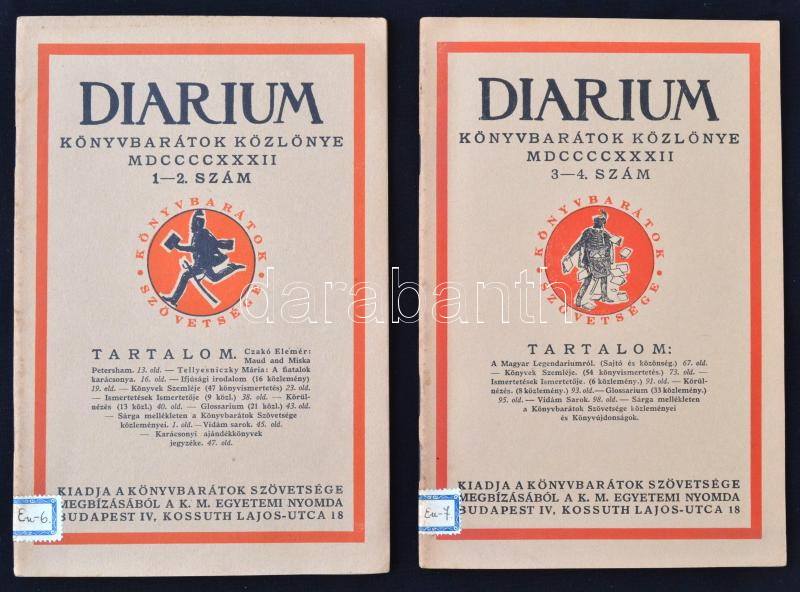 DIARIUM
KÖNYVBARÁTOK KÖZLÖNYE
MDCCCCXXXII
1—2. SZÁM
KÖNYVBARÁTOK • SZÖVETSÉGE •
TARTALOM. Czakó Elemér:
Maud and Miska
Petersham. 13. old. — Tellyesniczky Mária: A fiatalok
karácsonya. 16. old. — Ifjúsági irodalom (16 közlemény)
19. old. — Könyvek Szemléje (47 könyvismertetés) 23. old.
— Ismertetések Ismertetője (9 közl.) 38. old. — Körül-
nézés (13 közl.) 40. old. — Glossarium (21 közl.) 43. old.
— Sárga mellékleten a Könyvbarátok Szövetsége
közleményei. 1. old. — Vidám sarok. 45. old.
— Karácsonyi ajándékkönyvek
jegyzéke. 47. old.
KIADJA A KÖNYVBARÁTOK SZÖVETSÉGE
MEGBÍZÁSÁBÓL A K. M. EGYETEMI NYOMDA
BUDAPEST IV, KOSSUTH LAJOS-UTCA 18
Eu-6.
DIARIUM
KÖNYVBARÁTOK KÖZLÖNYE
MDCCCCXXXII
3—4. SZÁM
KÖNYVBARÁTOK • SZÖVETSÉGE •
TARTALOM:
A Magyar Legendariumról. (Sajtó és közönség.) 67. old.
— Könyvek Szemléje. (54 könyvismertetés.) 73. old. —
Ismertetések Ismertetője. (6 közlemény.) 91. old. — Körül-
nézés. (8 közlemény.) 93. old.—Glossarium (33 közlemény.)
95. old. — Vidám Sarok. 98. old. — Sárga mellékleten
a Könyvbarátok Szövetsége közleményei
és Könyvújdonságok.
KIADJA A KÖNYVBARÁTOK SZÖVETSÉGE
MEGBÍZÁSÁBÓL A K. M. EGYETEMI NYOMDA
BUDAPEST IV, KOSSUTH LAJOS-UTCA 18
Eu-7.
darabanth